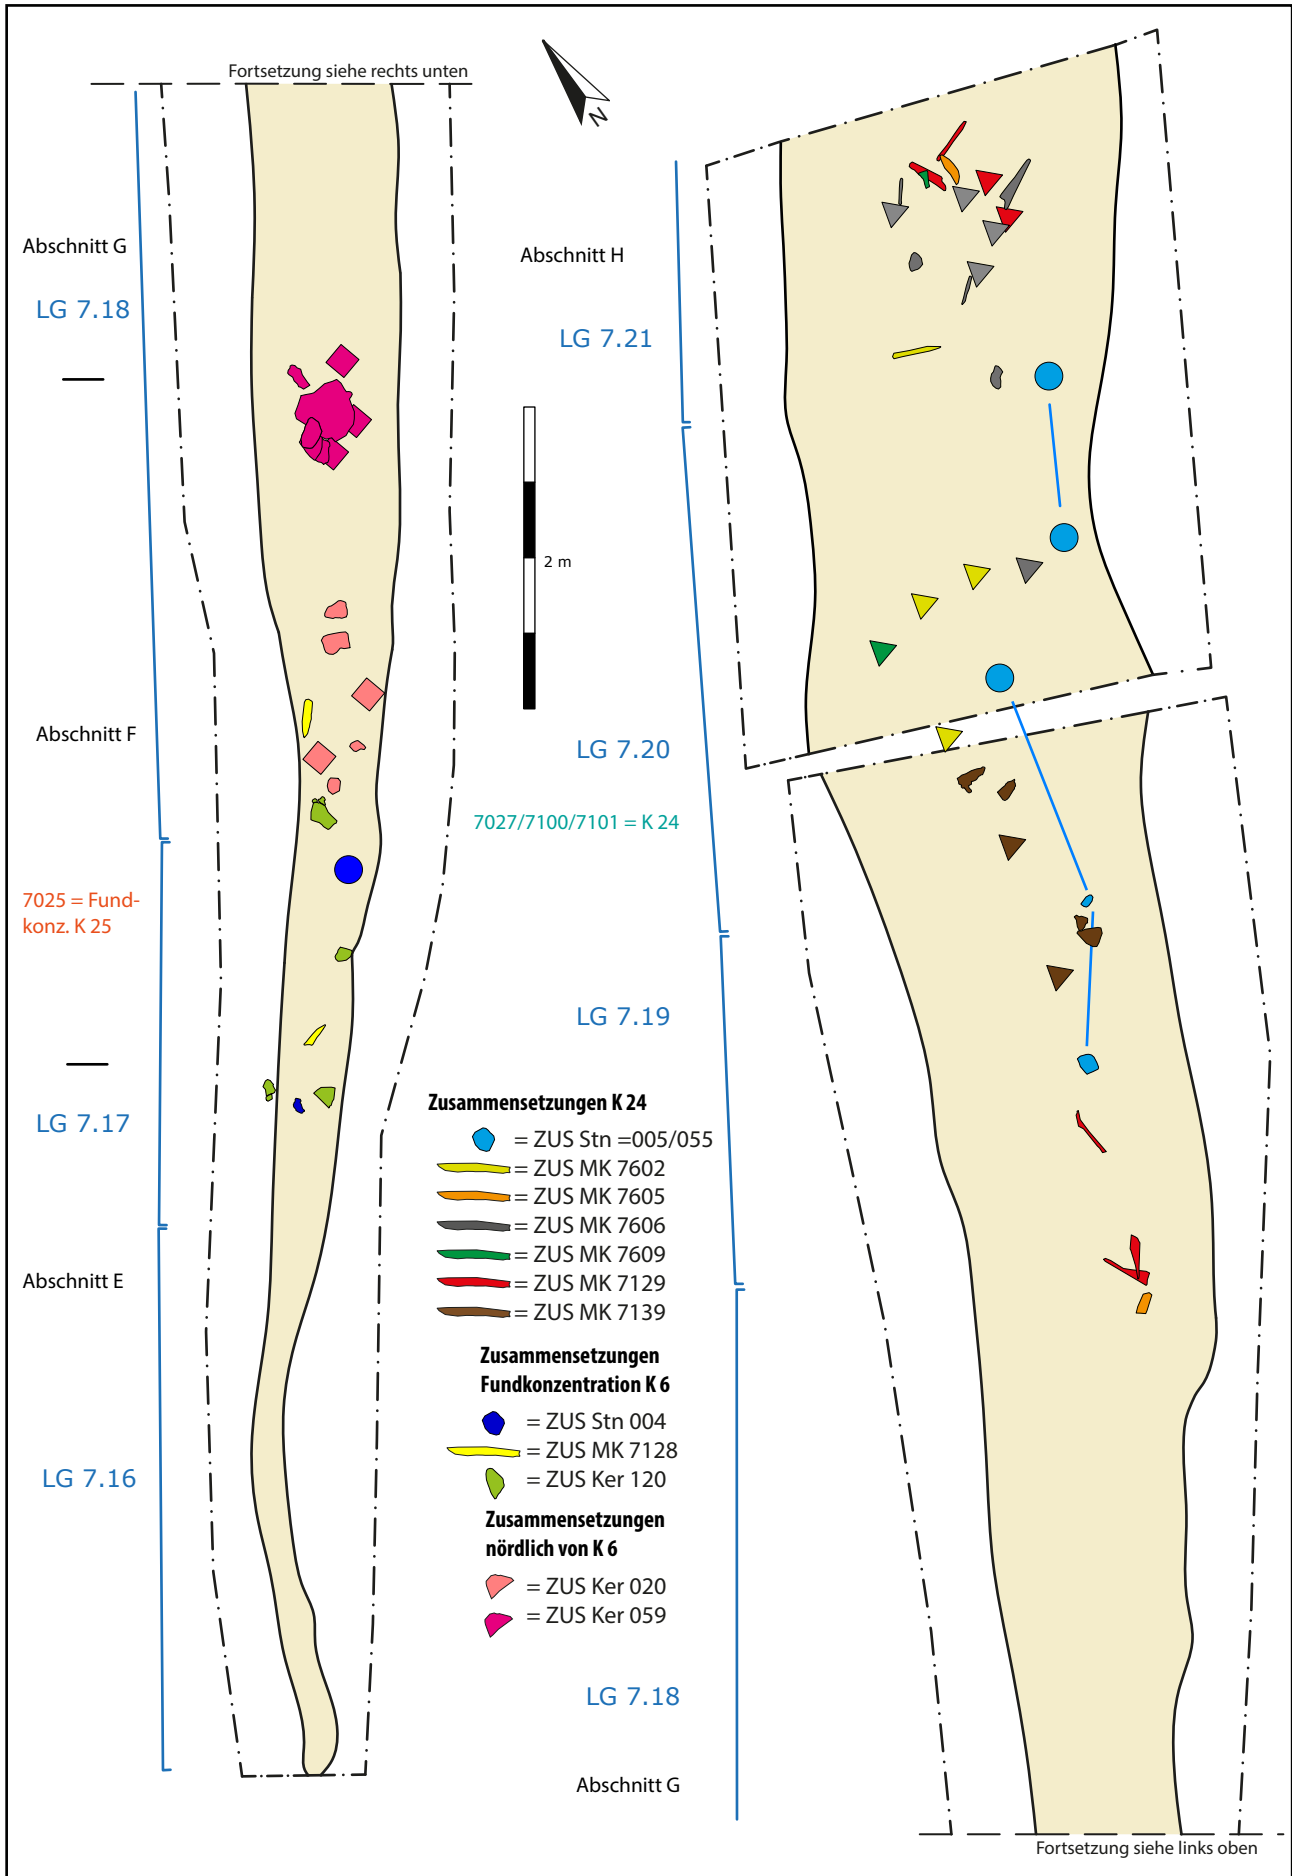 Fortsetzung siehe rechts unten
N
Abschnitt G
LG 7.18
Abschnitt F
7025 = Fund-
konz. K 25
LG 7.17
Abschnitt E
LG 7.16
Abschnitt H
LG 7.21
2 m
LG 7.20
7027/7100/7101 = K 24
LG 7.19
Zusammensetzungen K 24
= ZUS Stn =005/055
= ZUS MK 7602
= ZUS MK 7605
= ZUS MK 7606
= ZUS MK 7609
= ZUS MK 7129
= ZUS MK 7139
Zusammensetzungen
Fundkonzentration K 6
= ZUS Stn 004
= ZUS MK 7128
= ZUS Ker 120
Zusammensetzungen
nördlich von K 6
= ZUS Ker 020
= ZUS Ker 059
LG 7.18
Abschnitt G
Fortsetzung siehe links oben